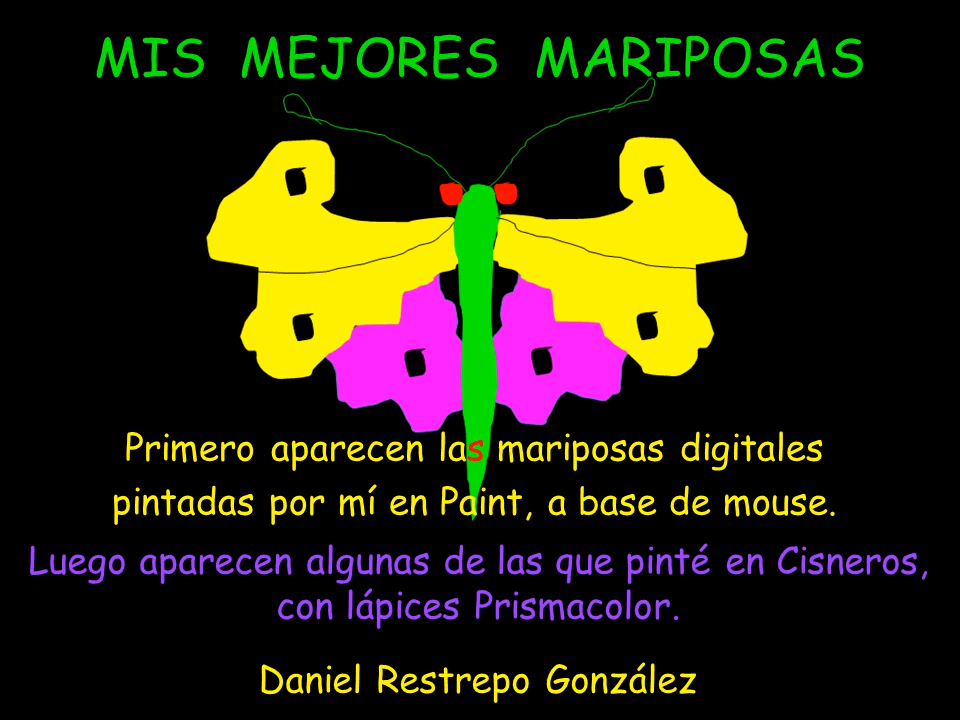 MIS MEJORES MARIPOSAS
Primero aparecen las mariposas digitales
pintadas por mí en Paint, a base de mouse.
Luego aparecen algunas de las que pinté en Cisneros,
con lápices Prismacolor.
Daniel Restrepo González